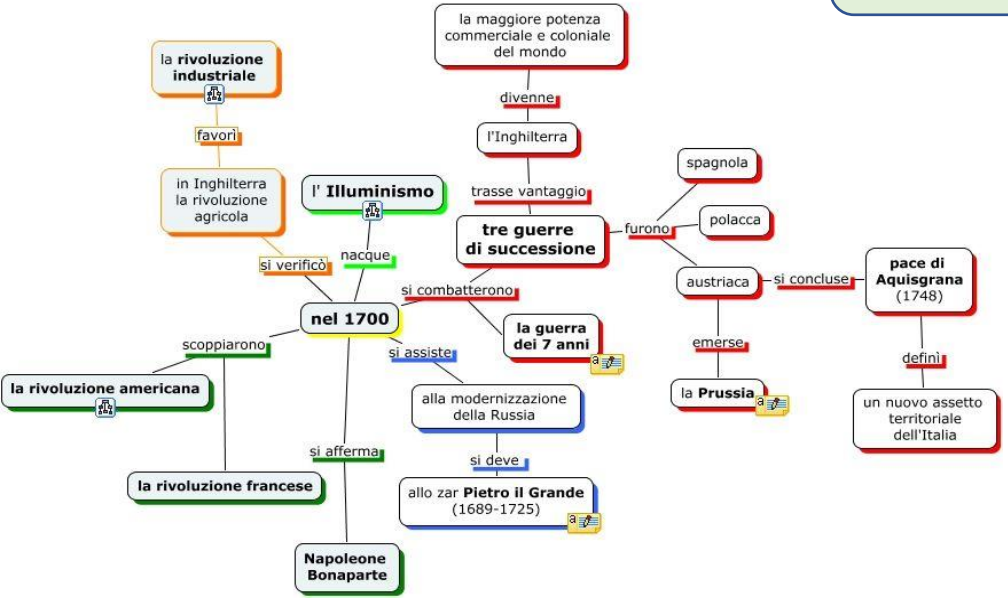 la maggiore potenza
commerciale e coloniale
del mondo
divenne
l'Inghilterra
trasse vantaggio
tre guerre
di successione
furono
spagnola
polacca
austriaca
si concluse
pace di
Aquisgrana
(1748)
definì
un nuovo assetto
territoriale
dell'Italia
emerse
la Prussia
a
la rivoluzione
industriale
favorì
in Inghilterra
la rivoluzione
agricola
si verificò
l' Illuminismo
nacque
nel 1700
si combatterono
la guerra
dei 7 anni
a
scoppiarono
la rivoluzione americana
la rivoluzione francese
si afferma
Napoleone
Bonaparte
si assiste
alla modernizzazione
della Russia
si deve
allo zar Pietro il Grande
(1689-1725)
a